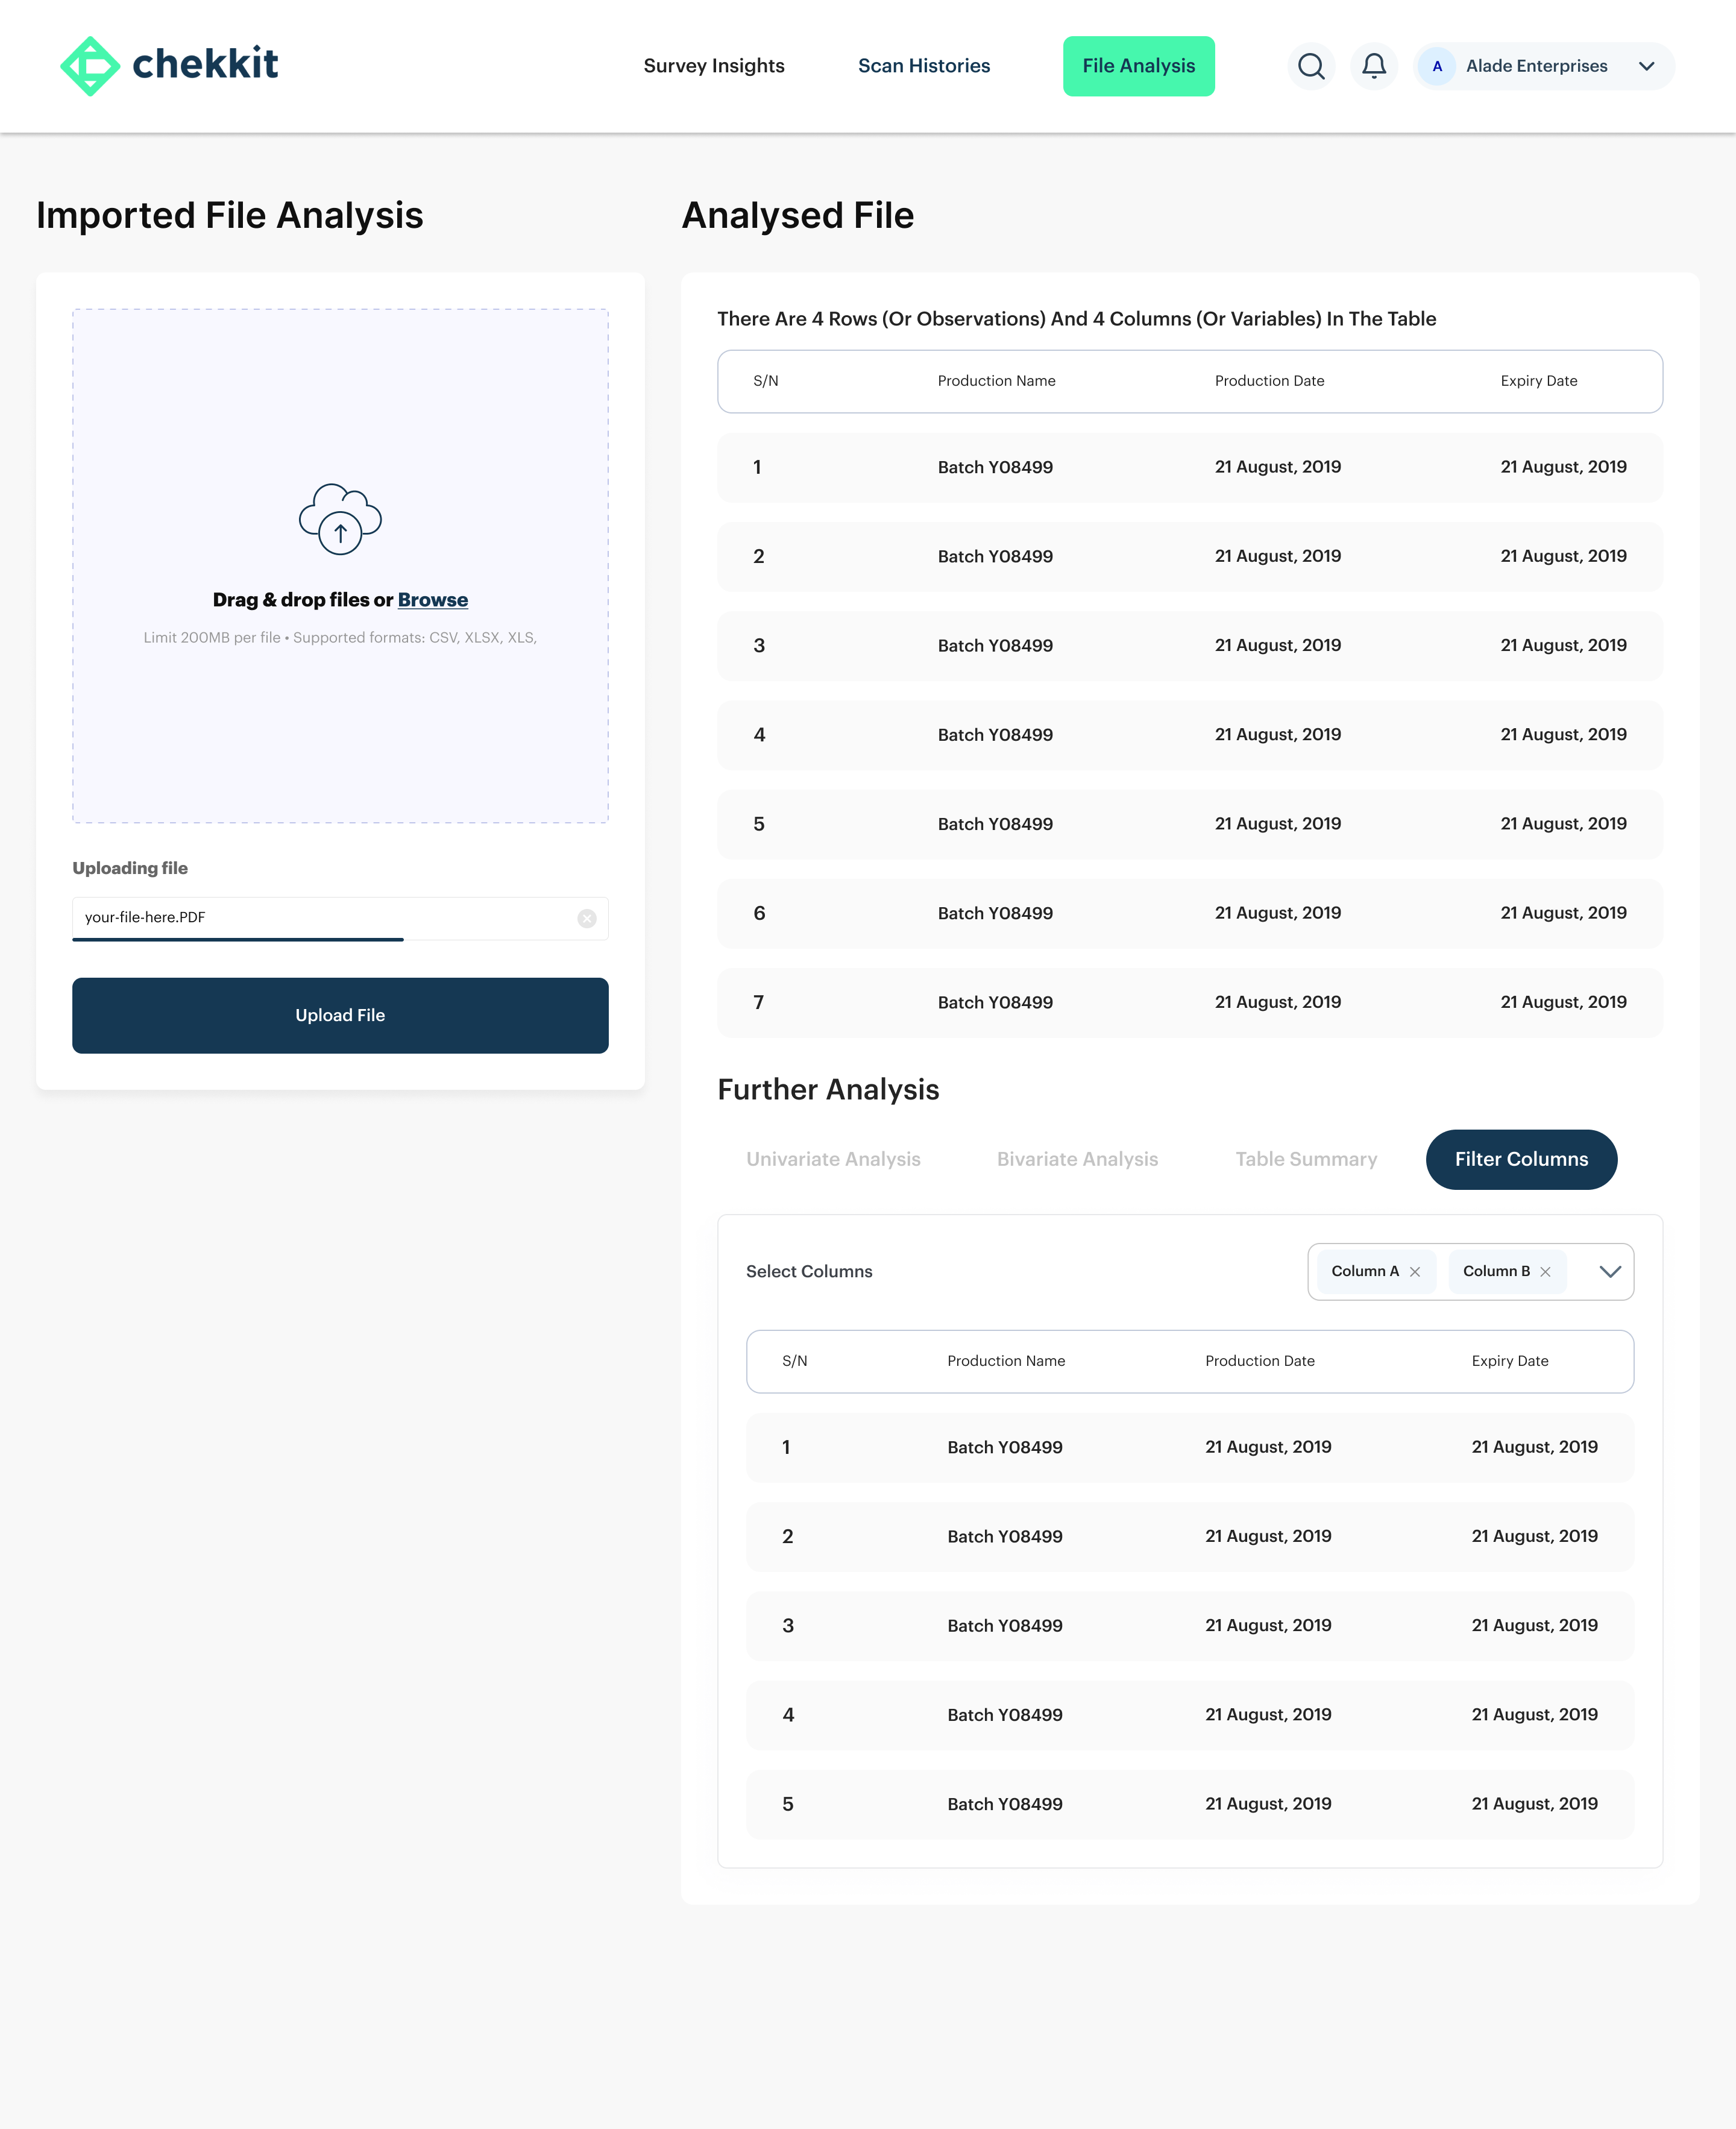 chekkit
Survey Insights
Scan Histories
File Analysis
A
Alade Enterprises
Imported File Analysis
Drag & drop files or Browse
Limit 200MB per file • Supported formats: CSV, XLSX, XLS,
Uploading file
your-file-here.PDF
Upload File
Analysed File
There Are 4 Rows (Or Observations) And 4 Columns (Or Variables) In The Table
S/N Production Name Production Date Expiry Date
1 Batch Y08499 21 August, 2019 21 August, 2019
2 Batch Y08499 21 August, 2019 21 August, 2019
3 Batch Y08499 21 August, 2019 21 August, 2019
4 Batch Y08499 21 August, 2019 21 August, 2019
5 Batch Y08499 21 August, 2019 21 August, 2019
6 Batch Y08499 21 August, 2019 21 August, 2019
7 Batch Y08499 21 August, 2019 21 August, 2019
Further Analysis
Univariate Analysis Bivariate Analysis Table Summary Filter Columns
Select Columns Column A Column B
S/N Production Name Production Date Expiry Date
1 Batch Y08499 21 August, 2019 21 August, 2019
2 Batch Y08499 21 August, 2019 21 August, 2019
3 Batch Y08499 21 August, 2019 21 August, 2019
4 Batch Y08499 21 August, 2019 21 August, 2019
5 Batch Y08499 21 August, 2019 21 August, 2019